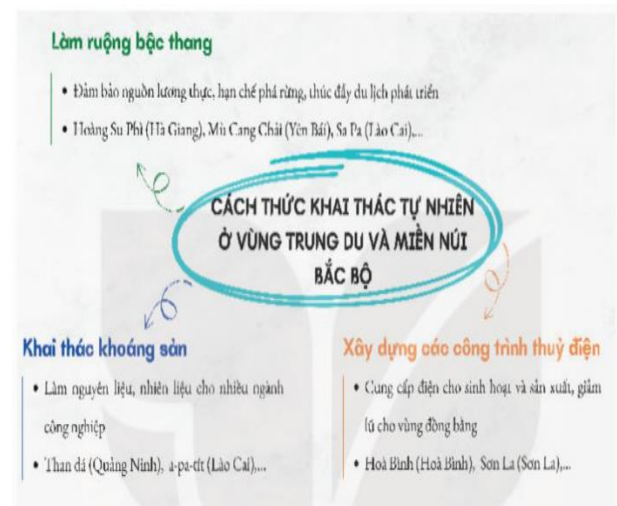 Làm ruộng bậc thang
• Đảm bảo nguồn lương thực, hạn chế phá rừng, thúc đẩy du lịch phát triển
• Hoàng Su Phì (Hà Giang), Mù Cang Chải (Yên Bái), Sa Pa (Lào Cai),...
CÁCH THỨC KHAI THÁC TỰ NHIÊN
Ở VÙNG TRUNG DU VÀ MIỀN NÚI
BẮC BỘ
Khai thác khoáng sản
• Làm nguyên liệu, nhiên liệu cho nhiều ngành
công nghiệp
• Than đá (Quảng Ninh), a-pa-tít (Lào Cai),...
Xây dựng các công trình thuỷ điện
• Cung cấp điện cho sinh hoạt và sản xuất, giảm
lũ cho vùng đồng bằng
• Hoà Bình (Hoà Bình), Sơn La (Sơn La),...